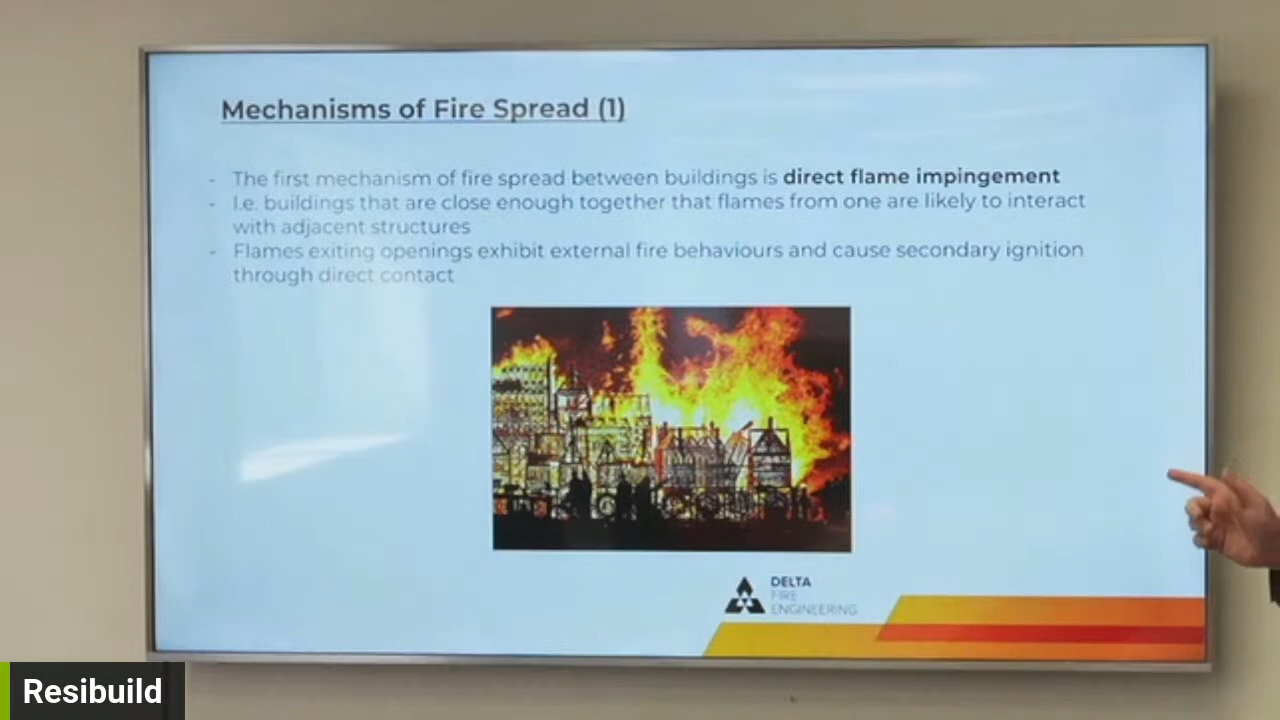 Mechanisms of Fire Spread (1)
- The first mechanism of fire spread between buildings is direct flame impingement
- I.e. buildings that are close enough together that flames from one are likely to interact
with adjacent structures
- Flames exiting openings exhibit external fire behaviours and cause secondary ignition
through direct contact
DELTA
FIRE
ENGINEERING
Resibuild